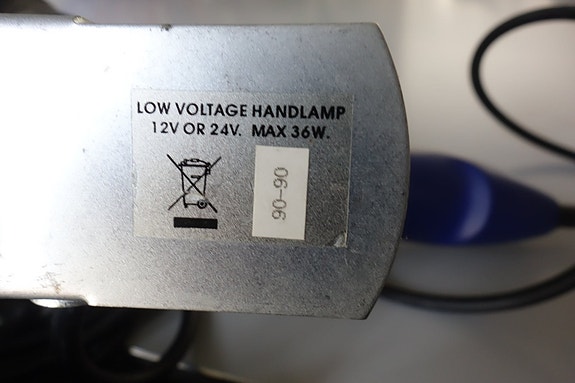 LOW VOLTAGE HANDLAMP
12V OR 24V. MAX 36W.
90-90